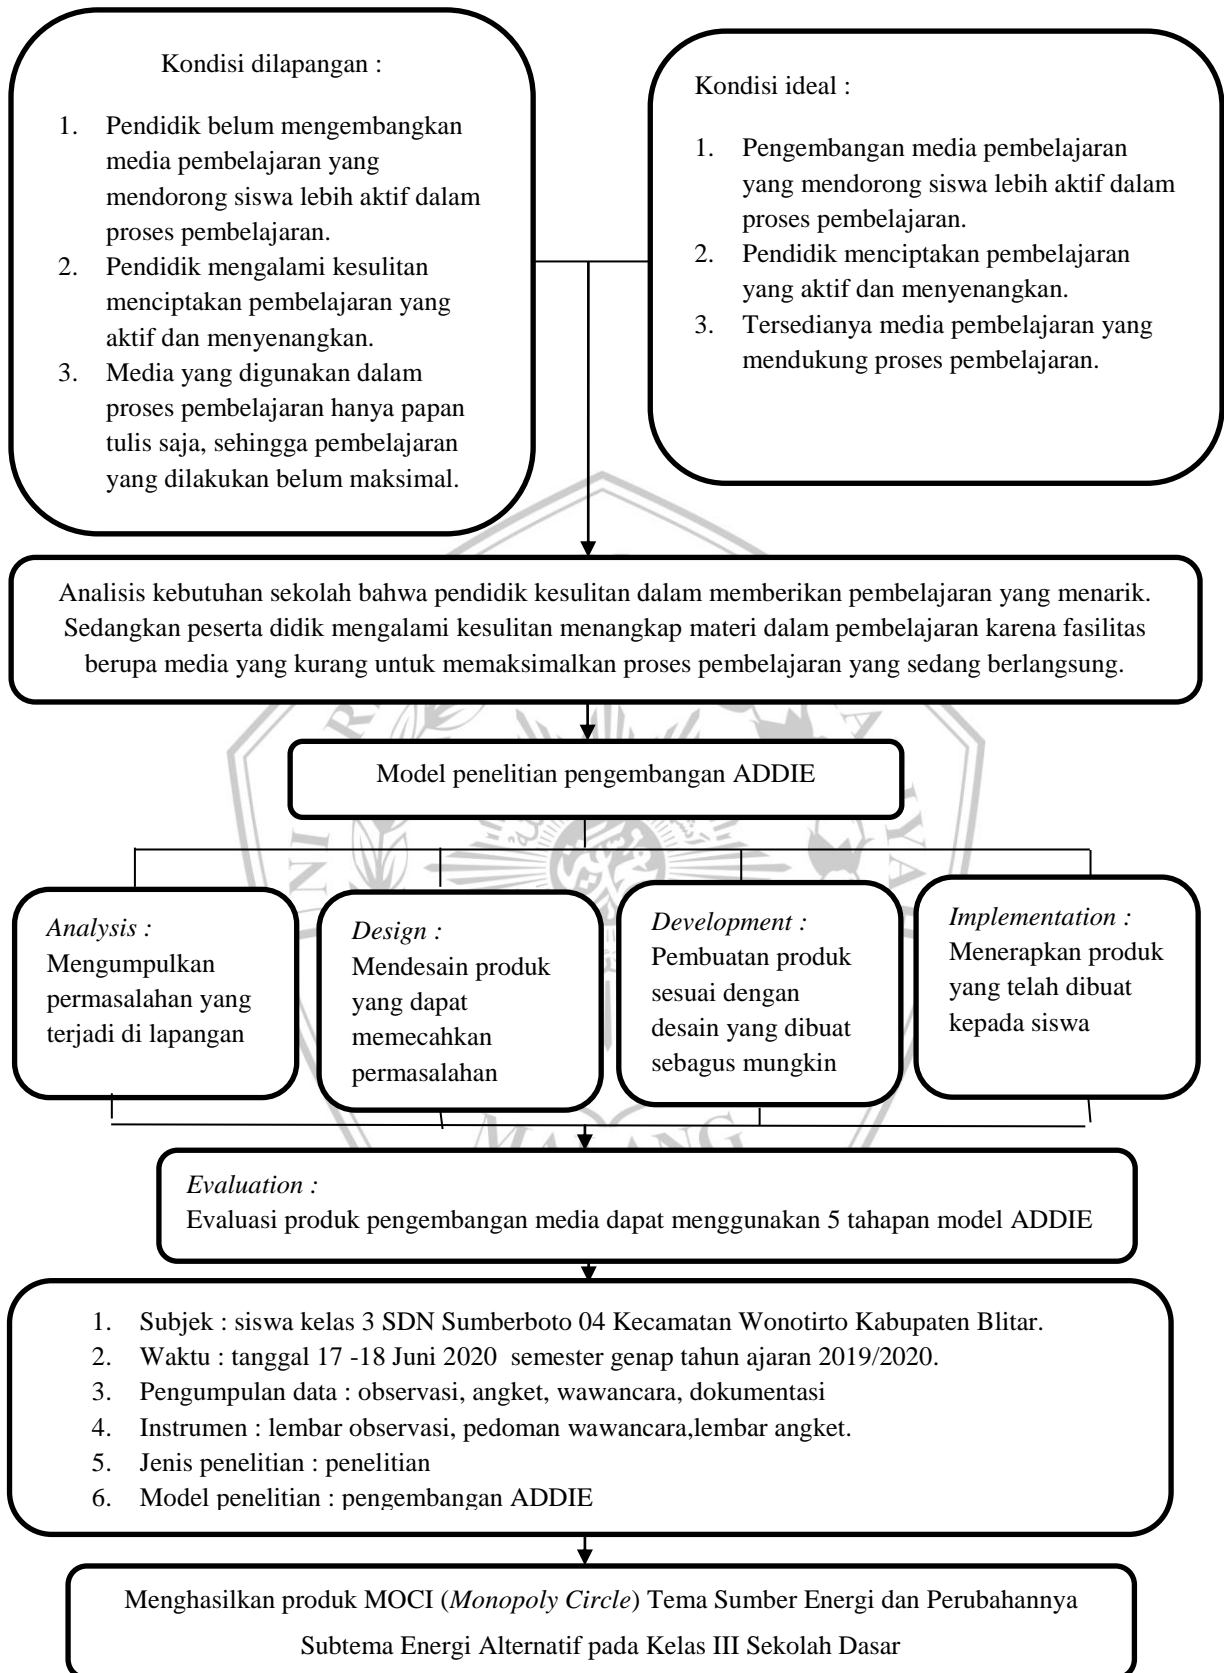 Kondisi dilapangan :
1. Pendidik belum mengembangkan
media pembelajaran yang
mendorong siswa lebih aktif dalam
proses pembelajaran.
2. Pendidik mengalami kesulitan
menciptakan pembelajaran yang
aktif dan menyenangkan.
3. Media yang digunakan dalam
proses pembelajaran hanya papan
tulis saja, sehingga pembelajaran
yang dilakukan belum maksimal.
Kondisi ideal :
1. Pengembangan media pembelajaran
yang mendorong siswa lebih aktif dalam
proses pembelajaran.
2. Pendidik menciptakan pembelajaran
yang aktif dan menyenangkan.
3. Tersedianya media pembelajaran yang
mendukung proses pembelajaran.
Analisis kebutuhan sekolah bahwa pendidik kesulitan dalam memberikan pembelajaran yang menarik.
Sedangkan peserta didik mengalami kesulitan menangkap materi dalam pembelajaran karena fasilitas
berupa media yang kurang untuk memaksimalkan proses pembelajaran yang sedang berlangsung.
Model penelitian pengembangan ADDIE
Analysis :
Mengumpulkan
permasalahan yang
terjadi di lapangan
Design :
Mendesain produk
yang dapat
memecahkan
permasalahan
Development :
Pembuatan produk
sesuai dengan
desain yang dibuat
sebagus mungkin
Implementation :
Menerapkan produk
yang telah dibuat
kepada siswa
MALANG
Evaluation :
Evaluasi produk pengembangan media dapat menggunakan 5 tahapan model ADDIE
1. Subjek : siswa kelas 3 SDN Sumberboto 04 Kecamatan Wonotirto Kabupaten Blitar.
2. Waktu : tanggal 17 -18 Juni 2020 semester genap tahun ajaran 2019/2020.
3. Pengumpulan data : observasi, angket, wawancara, dokumentasi
4. Instrumen : lembar observasi, pedoman wawancara,lembar angket.
5. Jenis penelitian : penelitian
6. Model penelitian : pengembangan ADDIE
Menghasilkan produk MOCI (Monopoly Circle) Tema Sumber Energi dan Perubahannya
Subtema Energi Alternatif pada Kelas III Sekolah Dasar